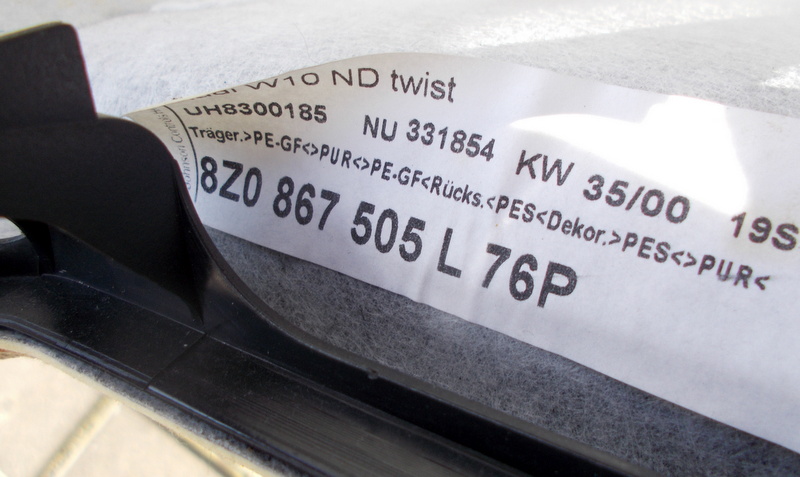 W10 ND twist
UH8300185 NU 331854 KW 35/00 19S
Träger.>PE-GF<>PUR<>PE-GF<Rücks.<PES<Dekor.>PES<>PUR<
8Z0 867 505 L 76P